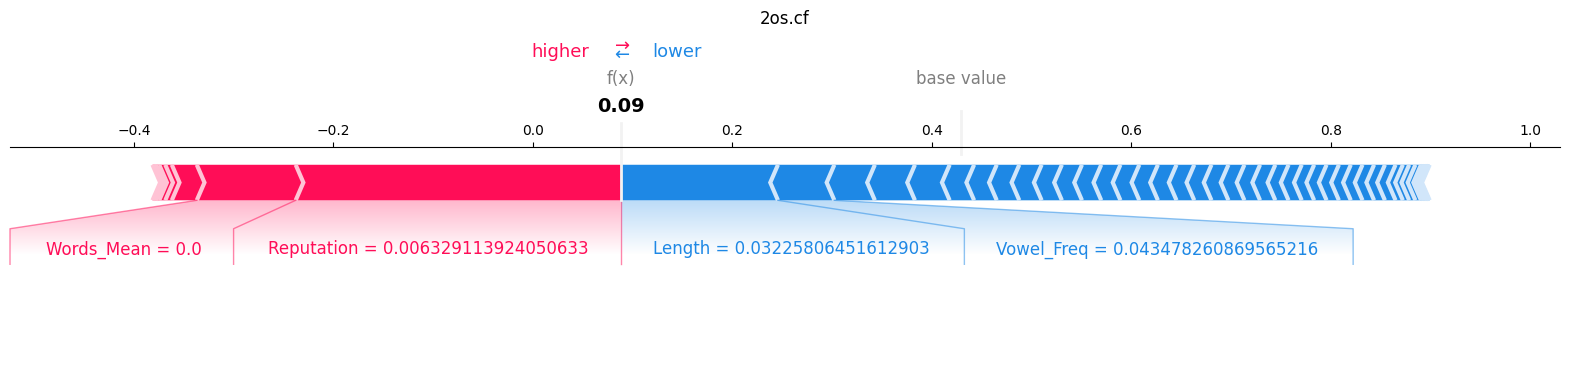 2os.cf
higher → ← lower
f(x) base value
0.09
−0.4 −0.2 0.0 0.2 0.4 0.6 0.8 1.0
Words_Mean = 0.0 Reputation = 0.006329113924050633 Length = 0.03225806451612903 Vowel_Freq = 0.043478260869565216